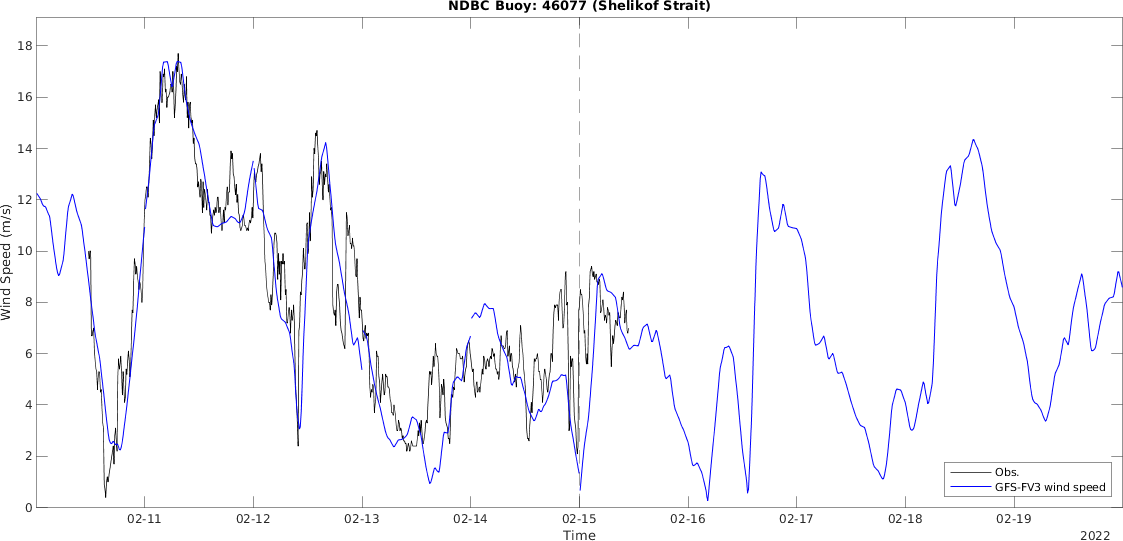 NDBC Buoy: 46077 (Shelikof Strait)
Wind Speed (m/s)
18
16
14
12
10
8
6
4
2
0
02-11 02-12 02-13 02-14 02-15 02-16 02-17 02-18 02-19
Time
2022
Obs.
GFS-FV3 wind speed